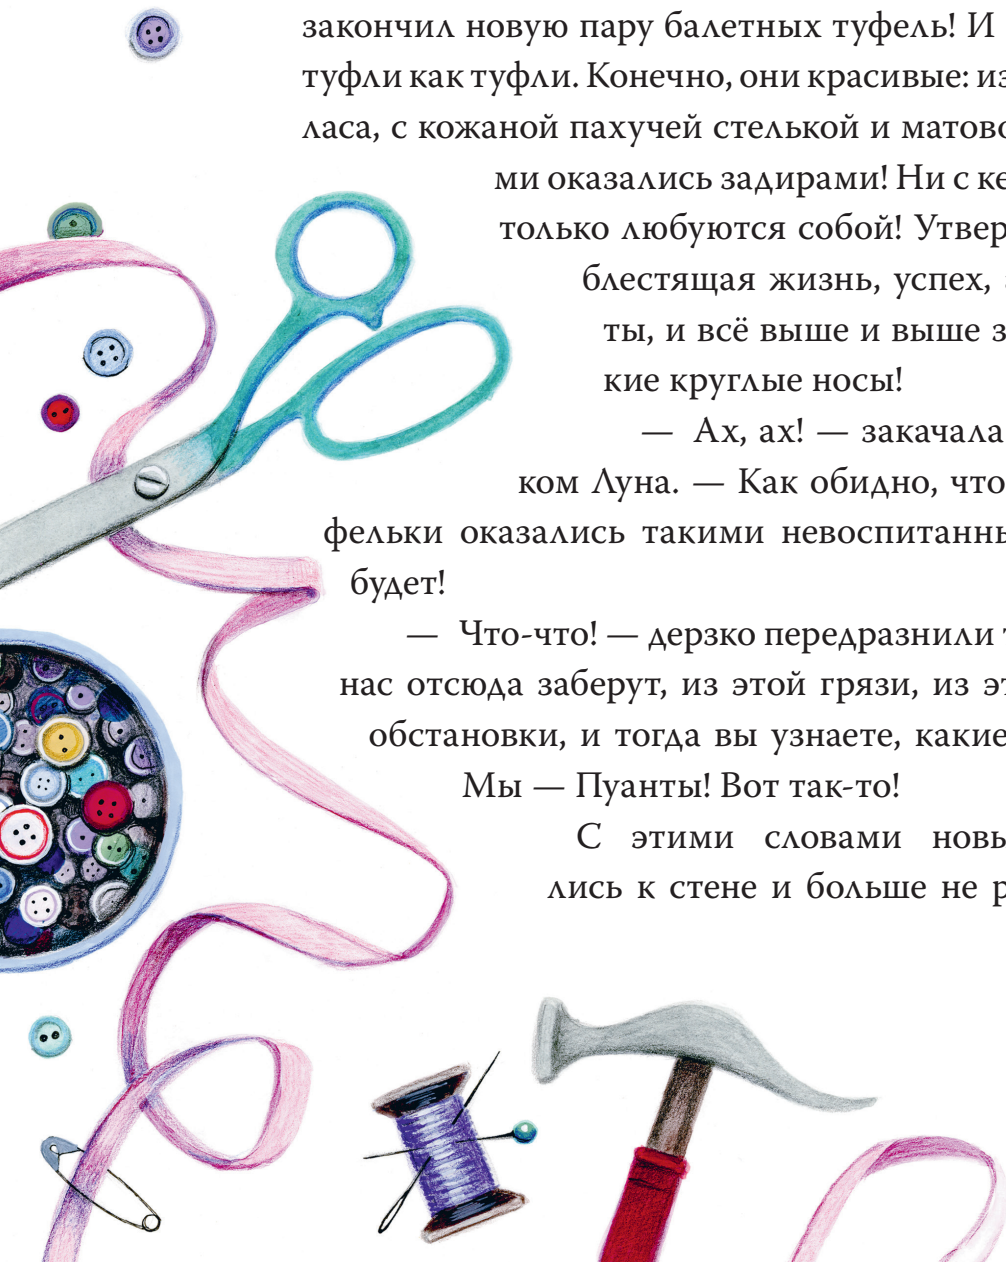 закончил новую пару балетных туфель! И
туфли как туфли. Конечно, они красивые: из
ласа, с кожаной пахучей стелькой и матово
ми оказались задирами! Ни с ке
только любуются собой! Утвер
блестящая жизнь, успех,
ты, и всё выше и выше з
кие круглые носы!
— Ах, ах! — закачала
ком Луна. — Как обидно, что
фельки оказались такими невоспитанны
будет!
— Что-что! — дерзко передразнили т
нас отсюда заберут, из этой грязи, из эт
обстановки, и тогда вы узнаете, какие
Мы — Пуанты! Вот так-то!
С этими словами новы
лись к стене и больше не р